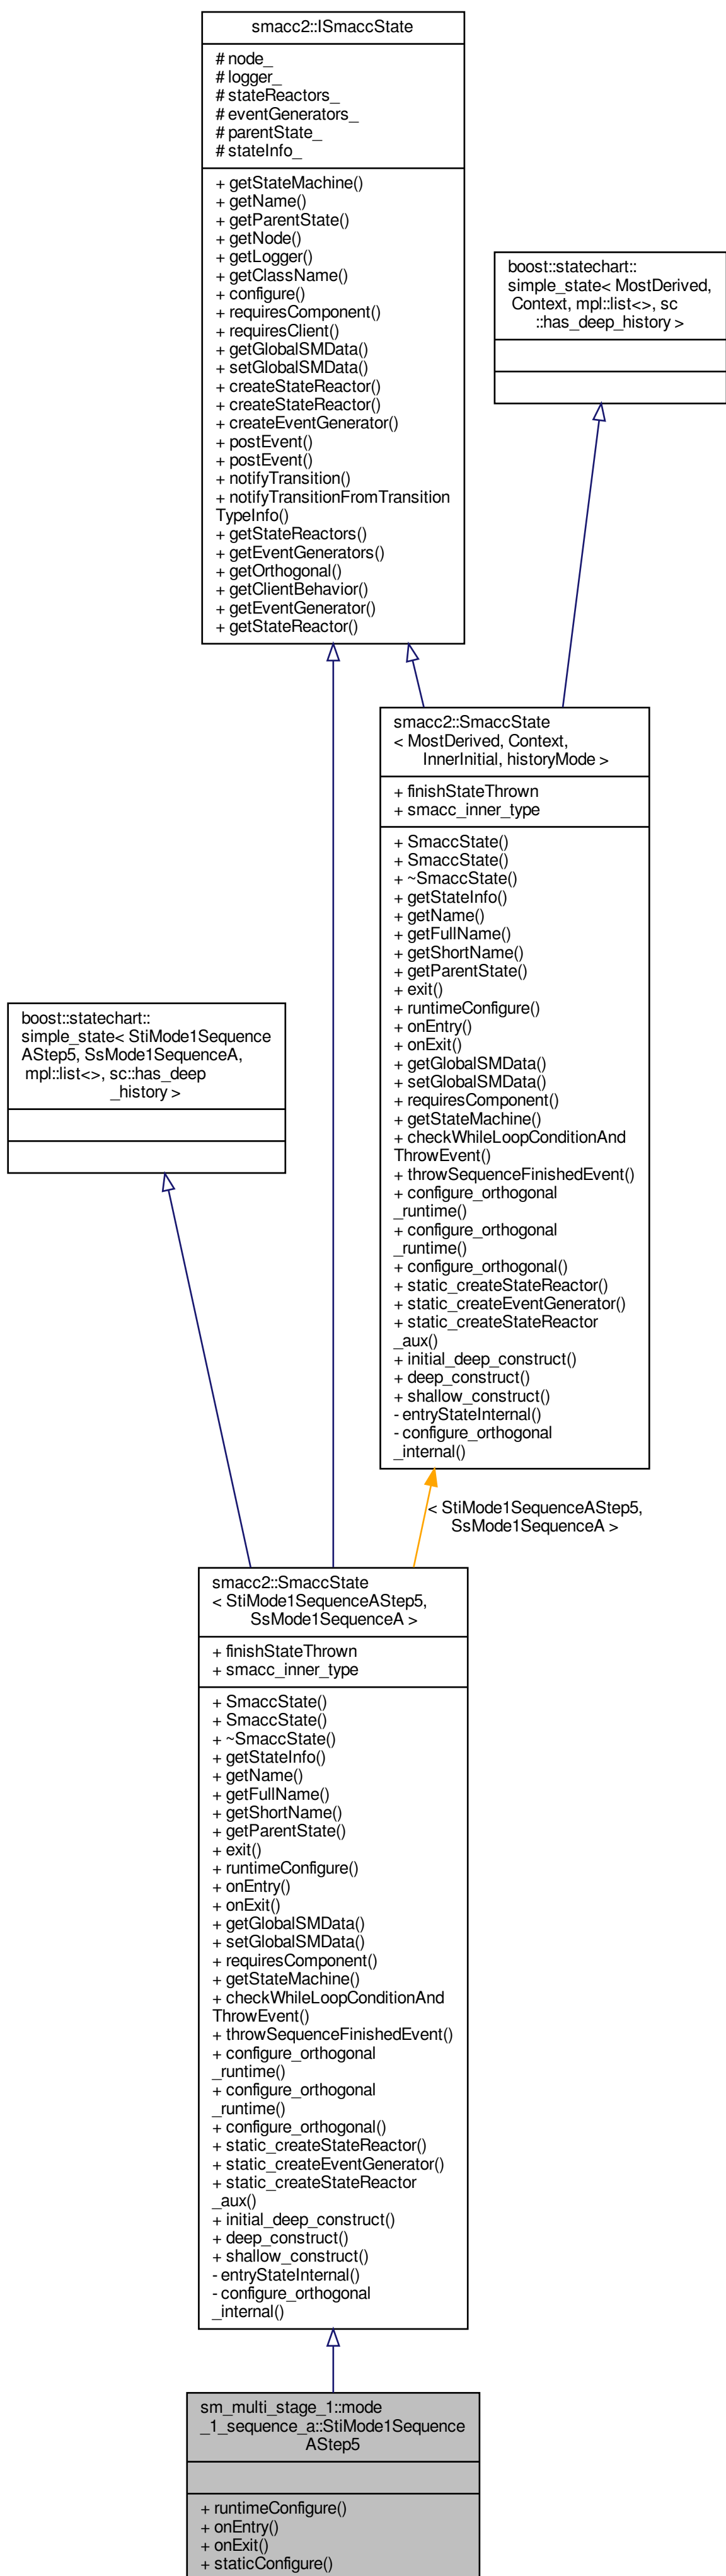 smacc2::ISmaccState
# node_
# logger_
# stateReactors_
# eventGenerators_
# parentState_
# stateInfo_
+ getStateMachine()
+ getName()
+ getParentState()
+ getNode()
+ getLogger()
+ getClassName()
+ configure()
+ requiresComponent()
+ requiresClient()
+ getGlobalSMData()
+ setGlobalSMData()
+ createStateReactor()
+ createStateReactor()
+ createEventGenerator()
+ postEvent()
+ postEvent()
+ notifyTransition()
+ notifyTransitionFromTransition
TypeInfo()
+ getStateReactors()
+ getEventGenerators()
+ getOrthogonal()
+ getClientBehavior()
+ getEventGenerator()
+ getStateReactor()
boost::statechart::
simple_state< MostDerived,
Context, mpl::list<>, sc
::has_deep_history >
smacc2::SmaccState
< MostDerived, Context,
InnerInitial, historyMode >
+ finishStateThrown
+ smacc_inner_type
+ SmaccState()
+ SmaccState()
+ ~SmaccState()
+ getStateInfo()
+ getName()
+ getFullName()
+ getShortName()
+ getParentState()
+ exit()
+ runtimeConfigure()
+ onEntry()
+ onExit()
+ getGlobalSMData()
+ setGlobalSMData()
+ requiresComponent()
+ getStateMachine()
+ checkWhileLoopConditionAnd
ThrowEvent()
+ throwSequenceFinishedEvent()
+ configure_orthogonal
_runtime()
+ configure_orthogonal
_runtime()
+ configure_orthogonal()
+ static_createStateReactor()
+ static_createEventGenerator()
+ static_createStateReactor
_aux()
+ initial_deep_construct()
+ deep_construct()
+ shallow_construct()
- entryStateInternal()
- configure_orthogonal
_internal()
boost::statechart::
simple_state< StiMode1Sequence
AStep5, SsMode1SequenceA,
mpl::list<>, sc::has_deep
_history >
< StiMode1SequenceAStep5,
SsMode1SequenceA >
smacc2::SmaccState
< StiMode1SequenceAStep5,
SsMode1SequenceA >
+ finishStateThrown
+ smacc_inner_type
+ SmaccState()
+ SmaccState()
+ ~SmaccState()
+ getStateInfo()
+ getName()
+ getFullName()
+ getShortName()
+ getParentState()
+ exit()
+ runtimeConfigure()
+ onEntry()
+ onExit()
+ getGlobalSMData()
+ setGlobalSMData()
+ requiresComponent()
+ getStateMachine()
+ checkWhileLoopConditionAnd
ThrowEvent()
+ throwSequenceFinishedEvent()
+ configure_orthogonal
_runtime()
+ configure_orthogonal
_runtime()
+ configure_orthogonal()
+ static_createStateReactor()
+ static_createEventGenerator()
+ static_createStateReactor
_aux()
+ initial_deep_construct()
+ deep_construct()
+ shallow_construct()
- entryStateInternal()
- configure_orthogonal
_internal()
sm_multi_stage_1::mode
_1_sequence_a::StiMode1Sequence
AStep5
+ runtimeConfigure()
+ onEntry()
+ onExit()
+ staticConfigure()